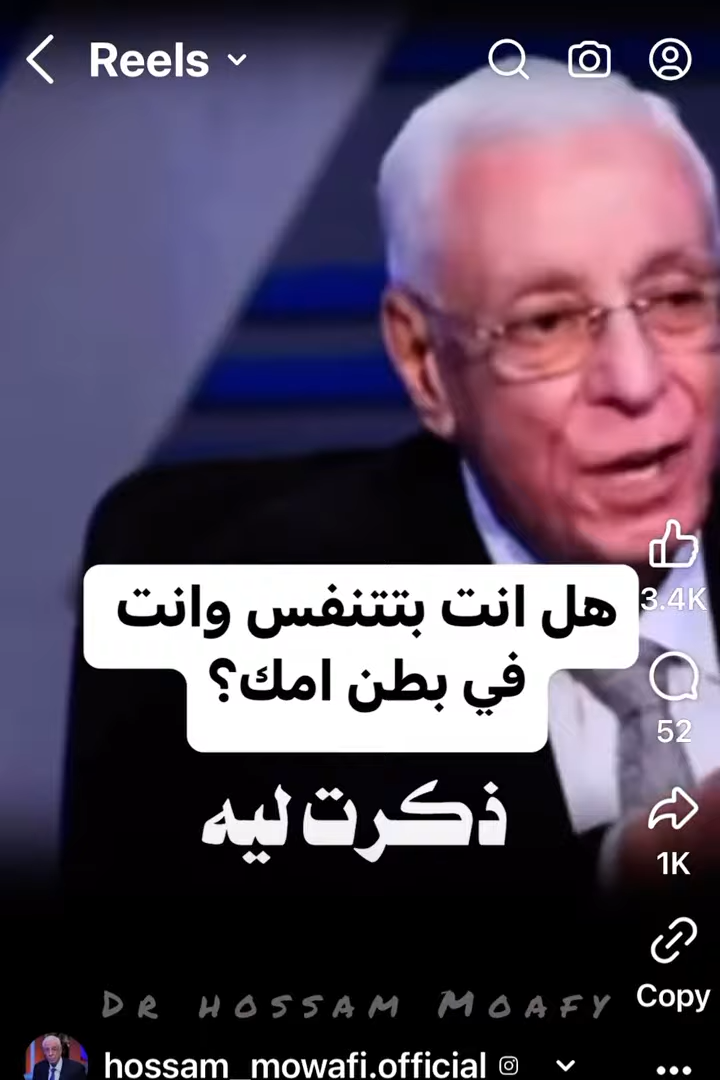 Reels
هل انت بتتنفس وانت
في بطن امك؟
ذكرت ليه
3.4K
52
1K
Copy
DR HOSSAM MOAFY
hossam_mowafi.official